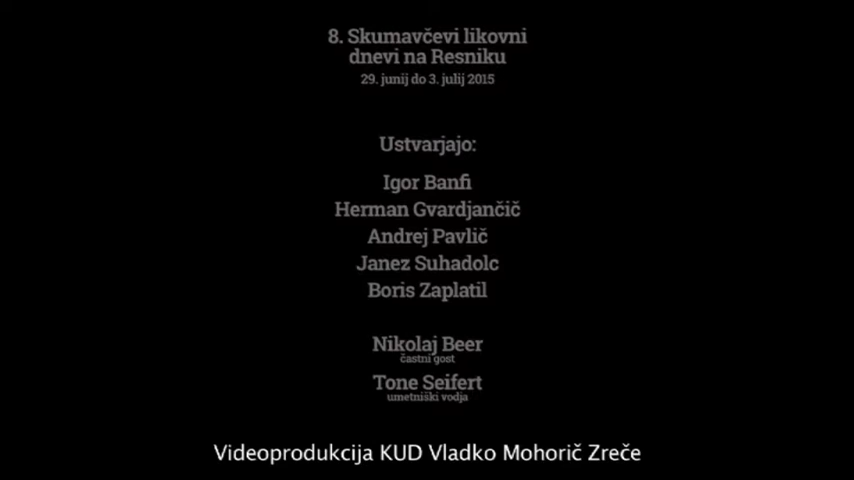 8. Skumavčevi likovni
dnevi na Resniku
29. junij do 3. julij 2015
Ustvarjajo:
Igor Banfi
Herman Gvardjančič
Andrej Pavlič
Janez Suhadolc
Boris Zaplatil
Nikolaj Beer
častni gost
Tone Seifert
umetniški vodja
Videoprodukcija KUD Vladko Mohorič Zreče